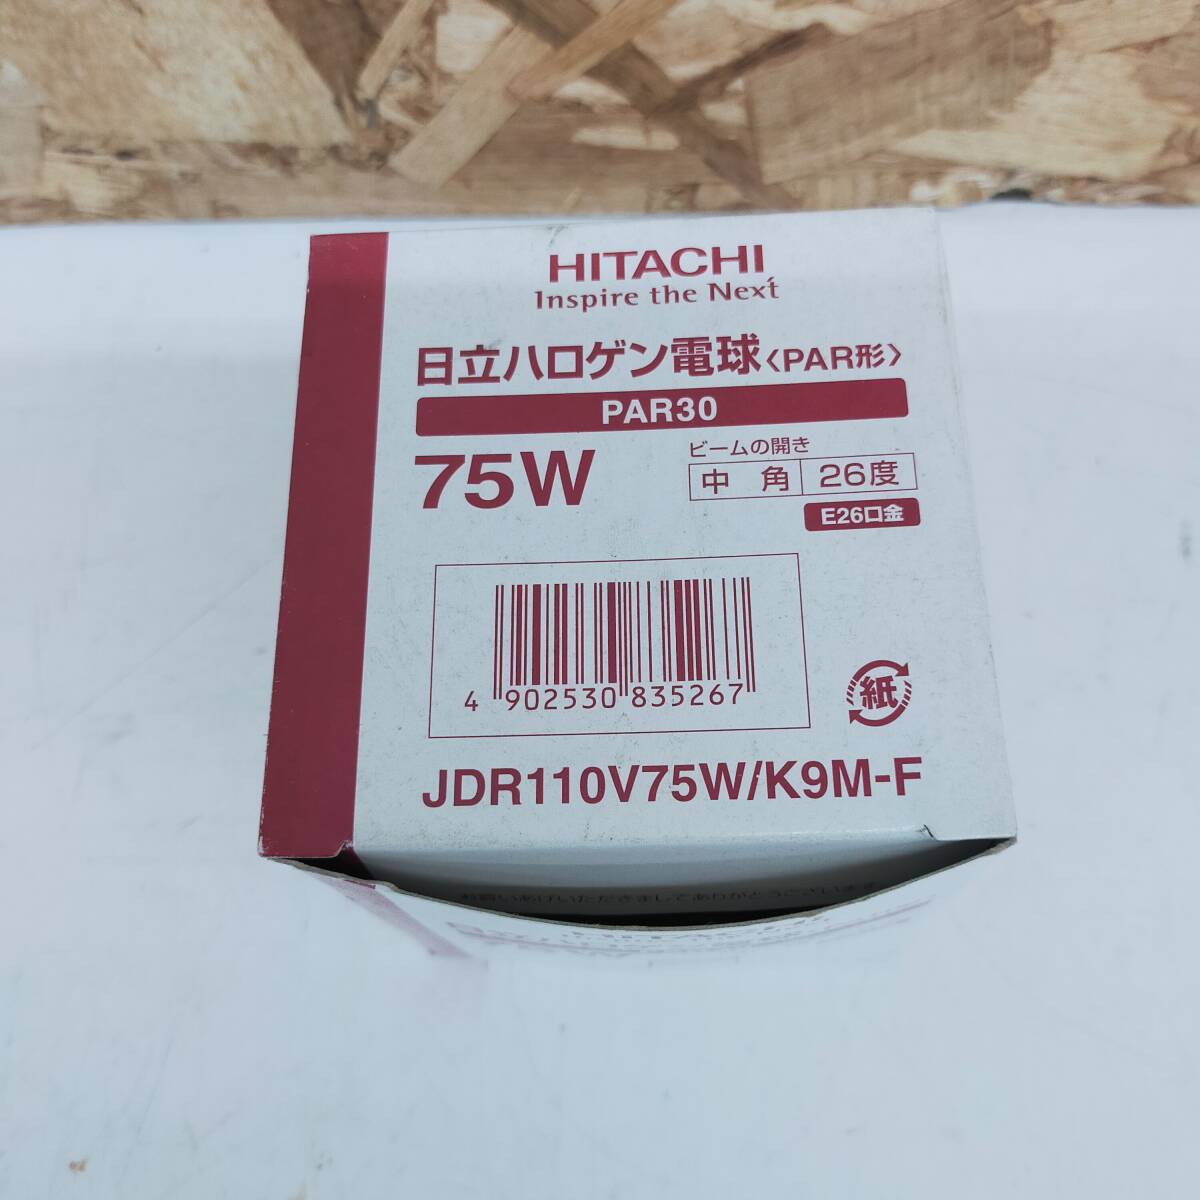 HITACHI
Inspire the Next
日立ハロゲン電球〈PAR形〉
PAR30
75W
ビームの開き
中 角 26度
E26口金
4 902530 835267
紙
JDR110V75W/K9M-F